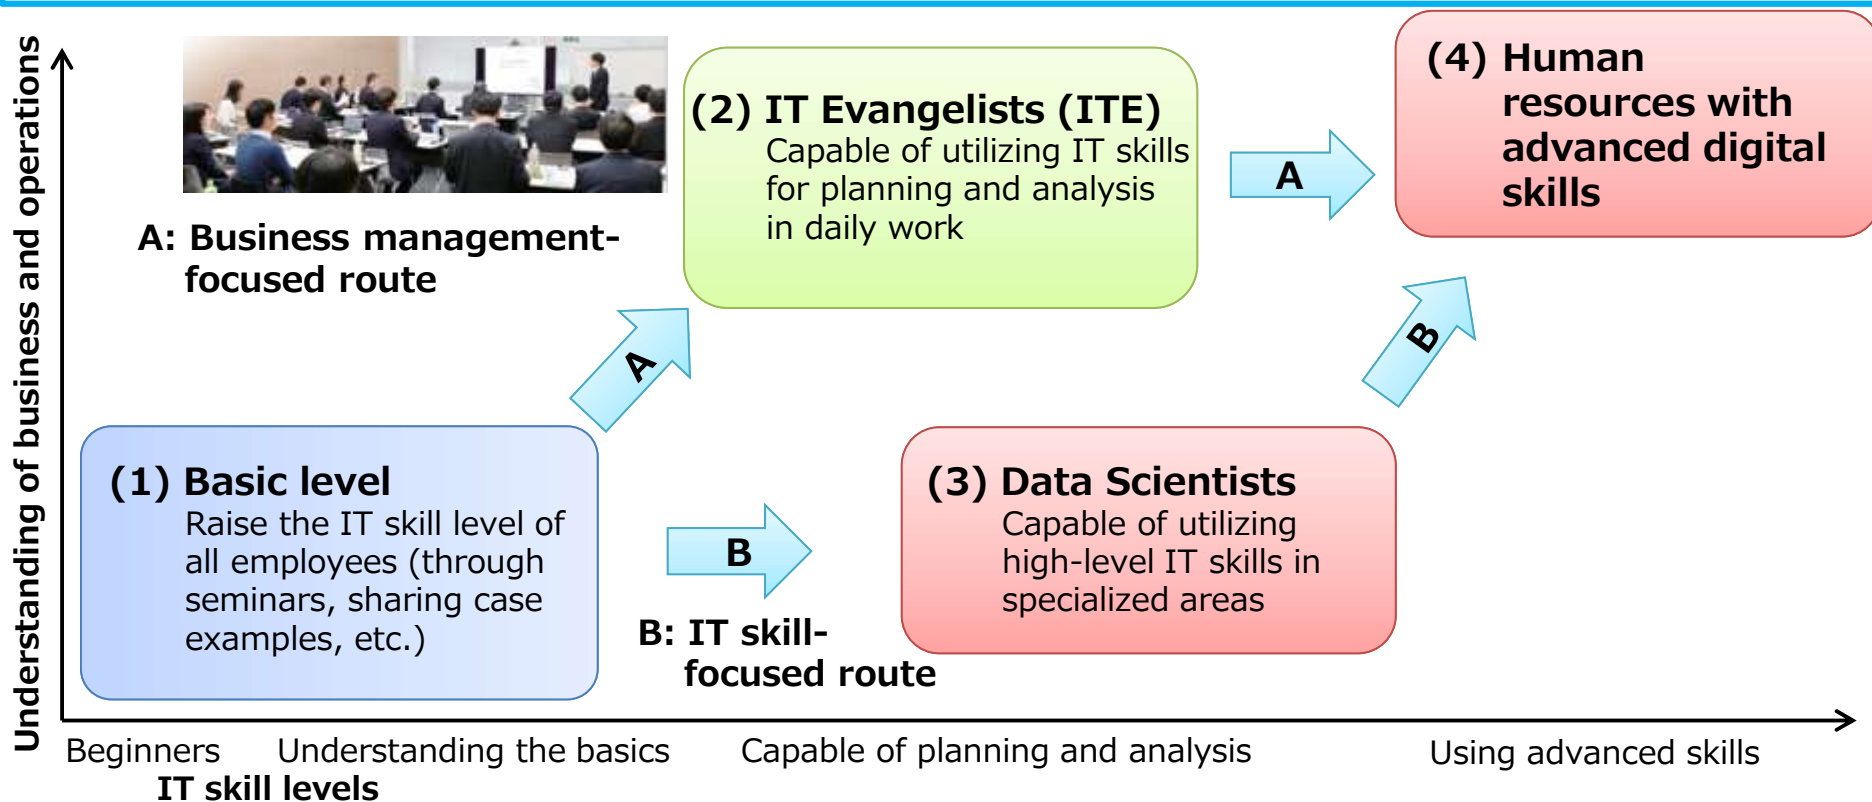 Understanding of business and operations
A: Business management-
focused route
(2) IT Evangelists (ITE)
Capable of utilizing IT skills
for planning and analysis
in daily work
A
(4) Human
resources with
advanced digital
skills
A
B
(1) Basic level
Raise the IT skill level of
all employees (through
seminars, sharing case
examples, etc.)
B
B: IT skill-
focused route
(3) Data Scientists
Capable of utilizing
high-level IT skills in
specialized areas
Beginners
Understanding the basics
Capable of planning and analysis
Using advanced skills
IT skill levels